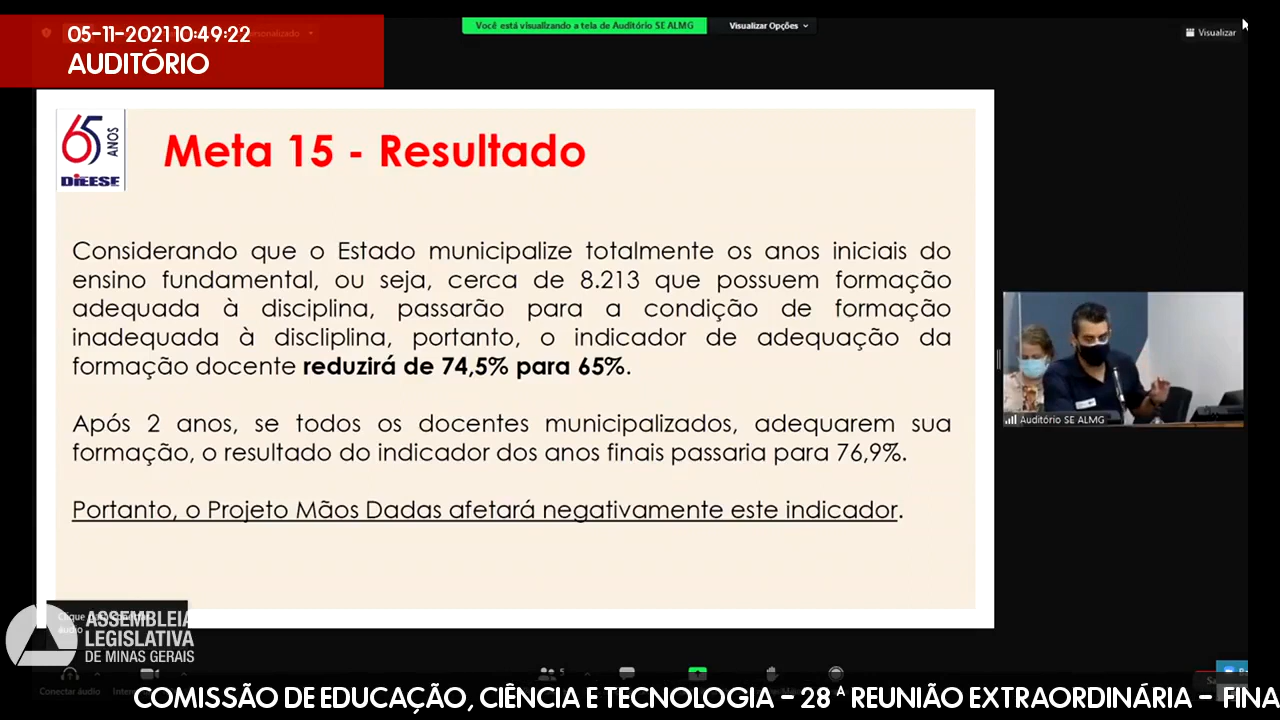 05-11-2021 10:49:22
AUDITÓRIO
Você está visualizando a tela de Auditório SE ALMG
Visualizar Opções
Visualizar
65 ANOS
DIEESE
Meta 15 - Resultado
Considerando que o Estado municipalize totalmente os anos iniciais do
ensino fundamental, ou seja, cerca de 8.213 que possuem formação
adequada à disciplina, passarão para a condição de formação
inadequada à discliplina, portanto, o indicador de adequação da
formação docente reduzirá de 74,5% para 65%.
Após 2 anos, se todos os docentes municipalizados, adequarem sua
formação, o resultado do indicador dos anos finais passaria para 76,9%.
Portanto, o Projeto Mãos Dadas afetará negativamente este indicador.
Auditório SE ALMG
ASSEMBLEIA
LEGISLATIVA
DE MINAS GERAIS
Conectar áudio
5
COMISSÃO DE EDUCAÇÃO, CIÊNCIA E TECNOLOGIA – 28 ª REUNIÃO EXTRAORDINÁRIA – FINA